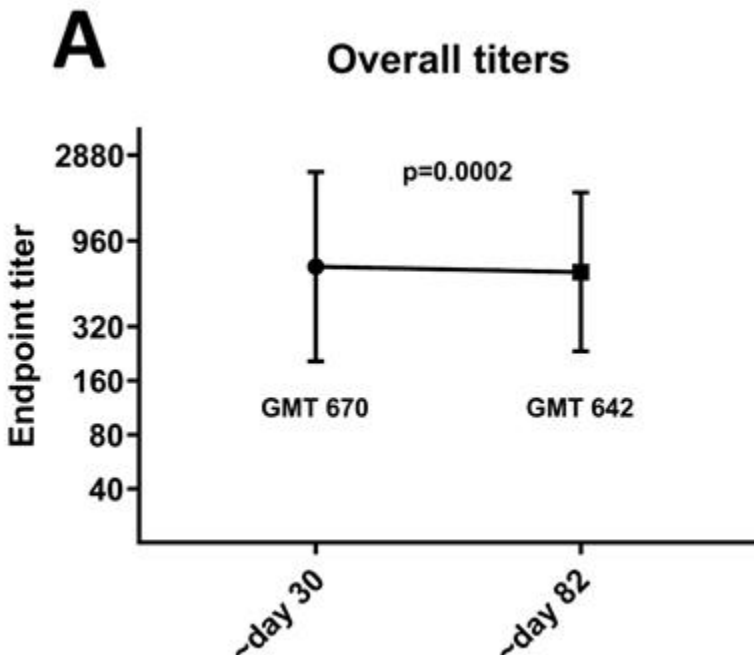 A
Overall titers
Endpoint titer
2880
960
320
160
80
40
p=0.0002
GMT 670
GMT 642
~day 30
~day 82